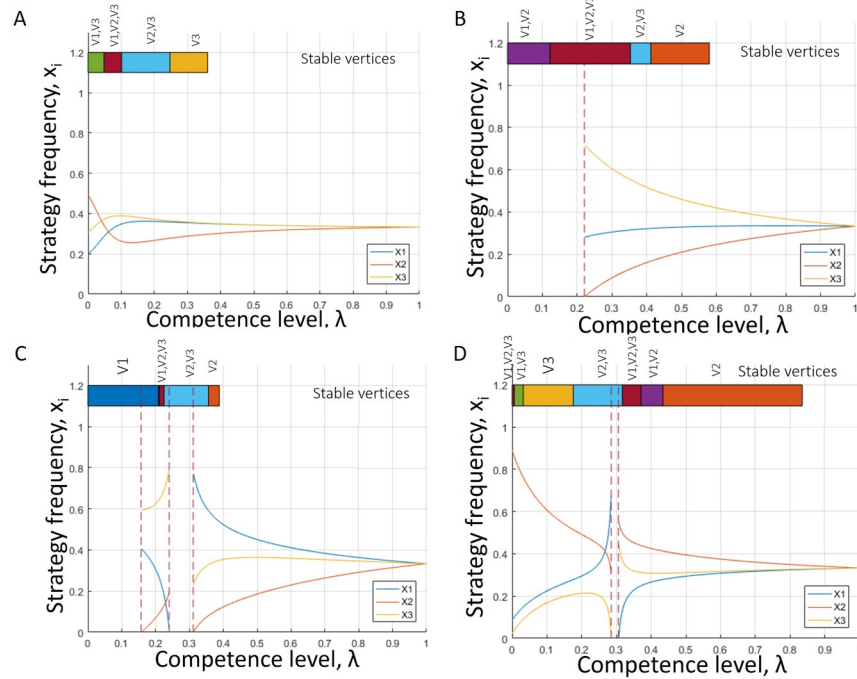 A
V1,V3
V1,V2,V3
V2,V3
V3
Stable vertices
Strategy frequency, xi
1.2
1
0.8
0.6
0.4
0.2
0
0 0.1 0.2 0.3 0.4 0.5 0.6 0.7 0.8 0.9 1
Competence level, λ
X1
X2
X3
B
V1,V2
V1,V2,V3
V2,V3
V2
Stable vertices
Strategy frequency, xi
1.2
1
0.8
0.6
0.4
0.2
0
0 0.1 0.2 0.3 0.4 0.5 0.6 0.7 0.8 0.9 1
Competence level, λ
X1
X2
X3
C
V1
V1,V2,V3
V2,V3
V2
Stable vertices
Strategy frequency, xi
1.2
1
0.8
0.6
0.4
0.2
0
0 0.1 0.2 0.3 0.4 0.5 0.6 0.7 0.8 0.9 1
Competence level, λ
X1
X2
X3
D
V1,V2,V3
V1,V3
V3
V2,V3
V1,V2,V3
V1,V2
V2
Stable vertices
Strategy frequency, xi
1.2
1
0.8
0.6
0.4
0.2
0
0 0.1 0.2 0.3 0.4 0.5 0.6 0.7 0.8 0.9 1
Competence level, λ
X1
X2
X3